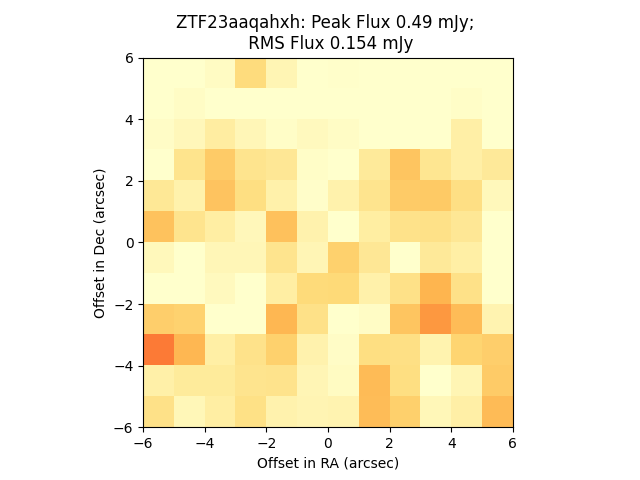 ZTF23aaqahxh: Peak Flux 0.49 mJy;
RMS Flux 0.154 mJy
6
4
2
0
−2
−4
−6
Offset in Dec (arcsec)
−6 −4 −2 0 2 4 6
Offset in RA (arcsec)